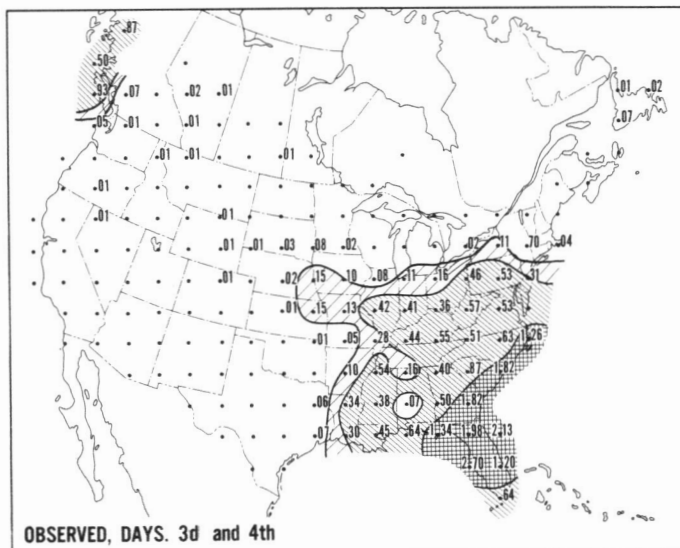 .87
.50
.93 .07 .02 .01 .01 .02
.05 .01 .01 .07
.01 .01 .01
.01
.01 .01
.01 .01 .03 .08 .02 .02 .11 .70 .04
.01 .02 .15 .10 .08 .11 .16 .46 .53 .31
.01 .15 .13 .42 .41 .36 .57 .53
.01 .05 .28 .44 .55 .51 .63 1.26
.10 .54 .16 .40 .87 1.82
.06 .34 .38 .07 .50 1.82
.07 .30 .45 .64 1.34 1.98 2.13
2.70 1.20
.64
OBSERVED, DAYS. 3d and 4th